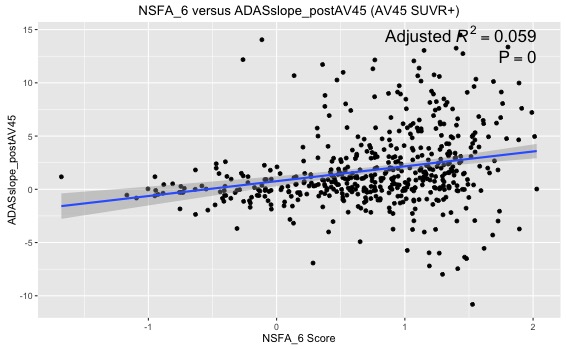 NSFA_6 versus ADASslope_postAV45 (AV45 SUVR+)
Adjusted R² = 0.059
P = 0
15
10
5
0
-5
-10
ADASslope_postAV45
-1
0
1
2
NSFA_6 Score